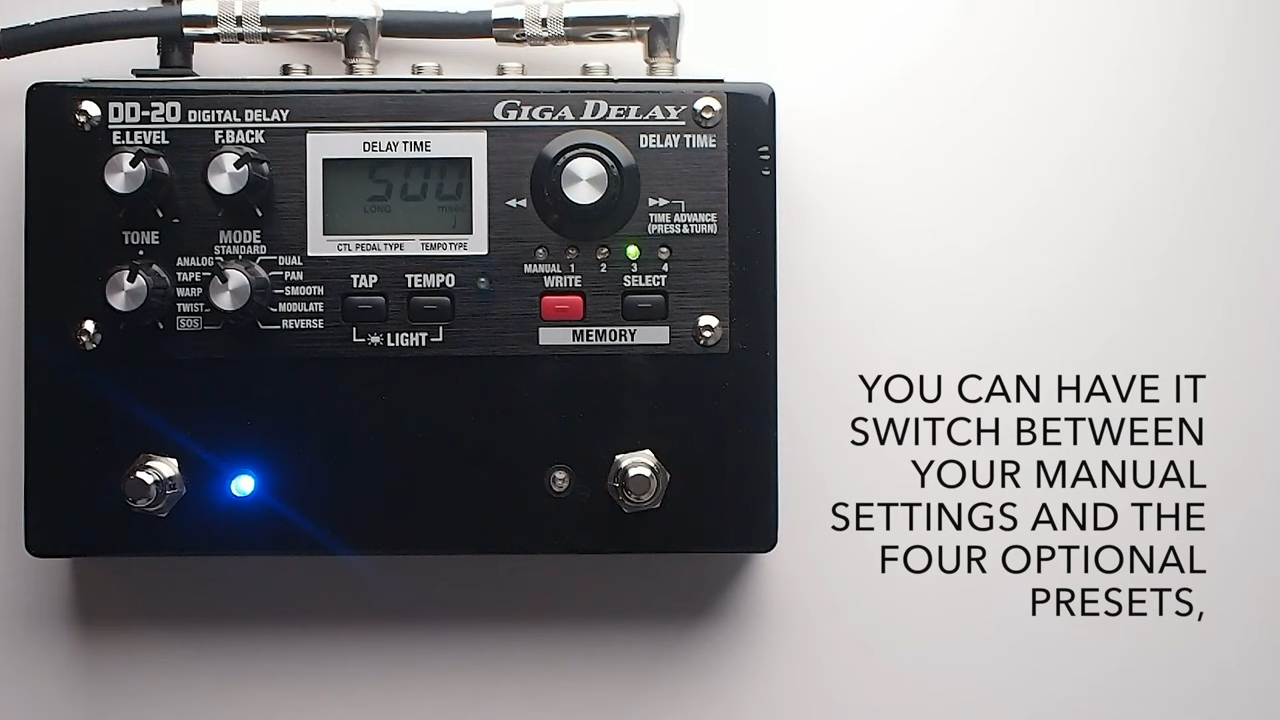 DD-20 DIGITAL DELAY
GIGA DELAY
E.LEVEL
F.BACK
DELAY TIME
500
LONG
msec
CTL PEDAL TYPE
TEMPO TYPE
DELAY TIME
TIME ADVANCE
(PRESS & TURN)
TONE
MODE
STANDARD
ANALOG
DUAL
TAPE
PAN
WARP
SMOOTH
TWIST
MODULATE
SOS
REVERSE
TAP
TEMPO
LIGHT
MANUAL 1 2 3 4
WRITE
SELECT
MEMORY
YOU CAN HAVE IT
SWITCH BETWEEN
YOUR MANUAL
SETTINGS AND THE
FOUR OPTIONAL
PRESETS,